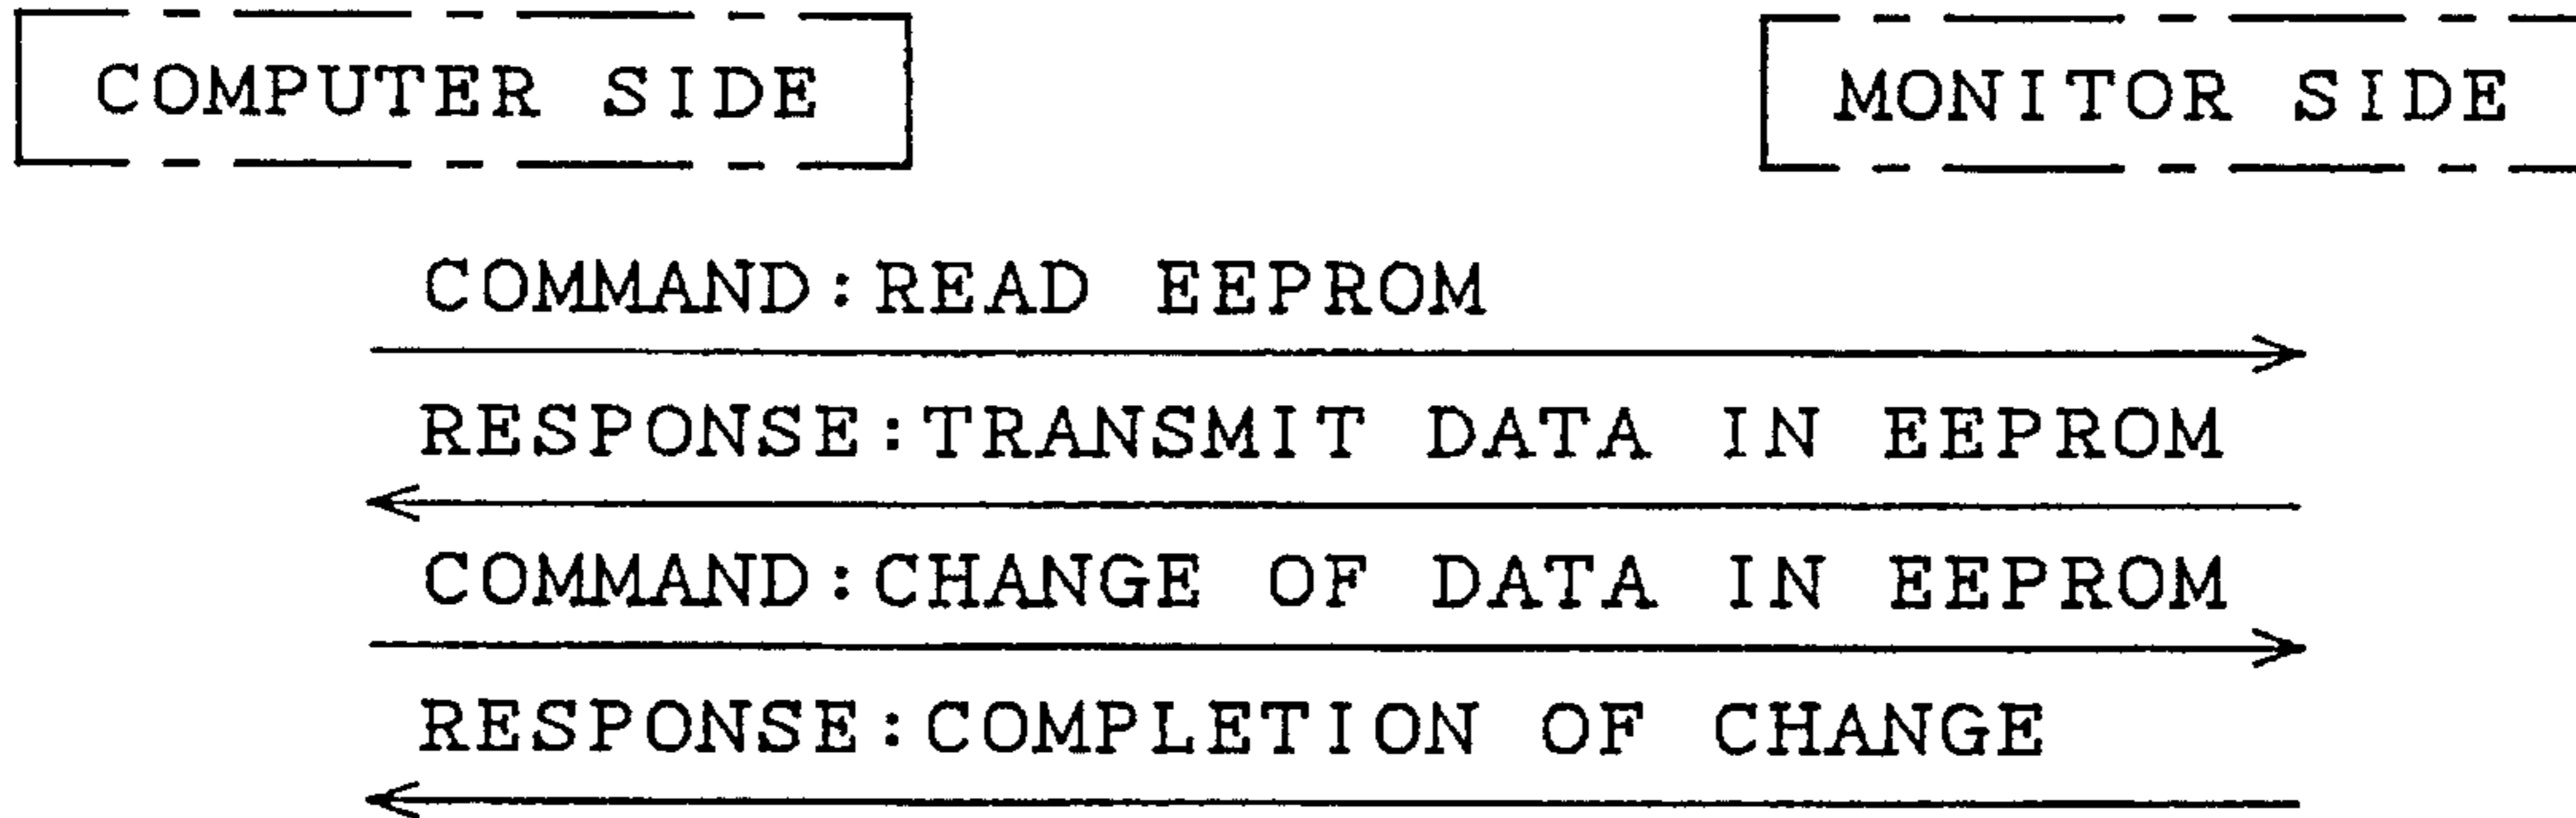 COMPUTER SIDE
MONITOR SIDE
COMMAND:READ EEPROM
RESPONSE:TRANSMIT DATA IN EEPROM
COMMAND:CHANGE OF DATA IN EEPROM
RESPONSE:COMPLETION OF CHANGE